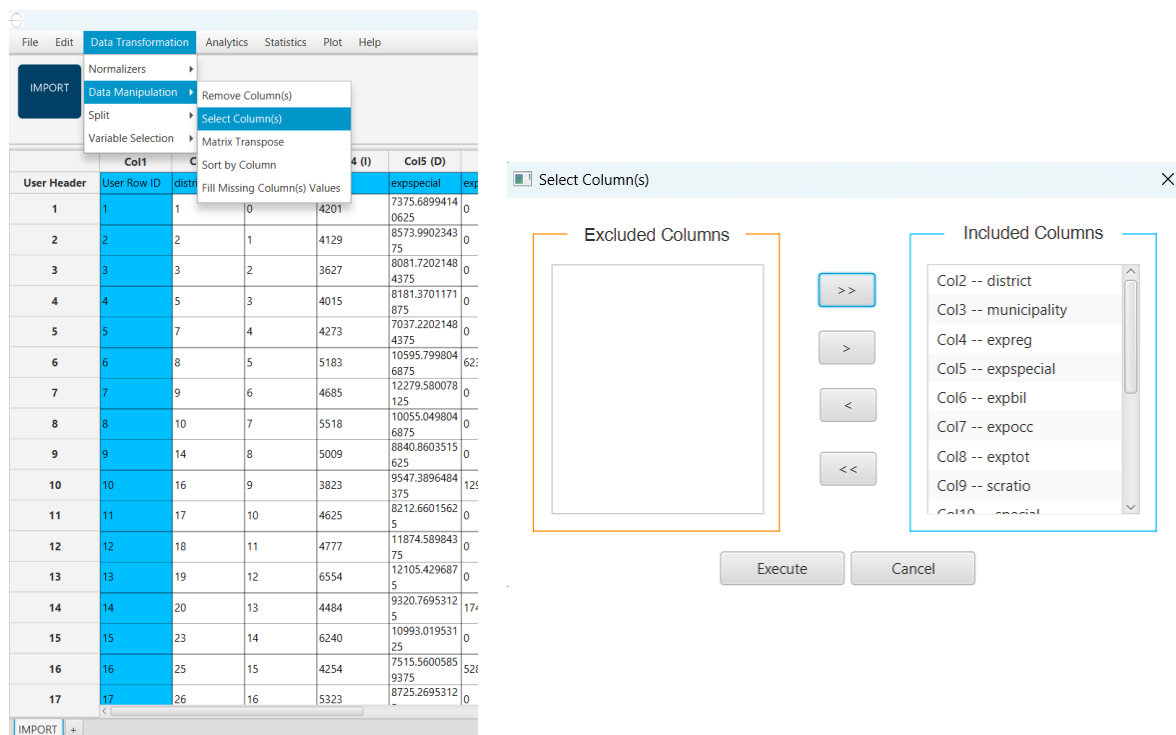 File Edit Data Transformation Analytics Statistics Plot Help
IMPORT
Normalizers
Data Manipulation
Split
Variable Selection
Remove Column(s)
Select Column(s)
Matrix Transpose
Sort by Column
Fill Missing Column(s) Values
Col1 C 4 (I) Col5 (D)
User Header User Row ID distri expspecial exp
1 1 1 0 4201 7375.6899414
0625 0
2 2 2 1 4129 8573.9902343
75 0
3 3 3 2 3627 8081.7202148
4375 0
4 4 5 3 4015 8181.3701171
875 0
5 5 7 4 4273 7037.2202148
4375 0
6 6 8 5 5183 10595.799804
6875 623
7 7 9 6 4685 12279.580078
125 0
8 8 10 7 5518 10055.049804
6875 0
9 9 14 8 5009 8840.8603515
625 0
10 10 16 9 3823 9547.3896484
375 129
11 11 17 10 4625 8212.6601562
5 0
12 12 18 11 4777 11874.589843
75 0
13 13 19 12 6554 12105.429687
5 0
14 14 20 13 4484 9320.7695312
5 174
15 15 23 14 6240 10993.019531
25 0
16 16 25 15 4254 7515.5600585
9375 528
17 17 26 16 5323 8725.2695312
0
IMPORT +
Select Column(s)
Excluded Columns
>>
>
<
<<
Included Columns
Col2 -- district
Col3 -- municipality
Col4 -- expreg
Col5 -- expspecial
Col6 -- expbil
Col7 -- expocc
Col8 -- exptot
Col9 -- scratio
Col10 -- special
Execute Cancel